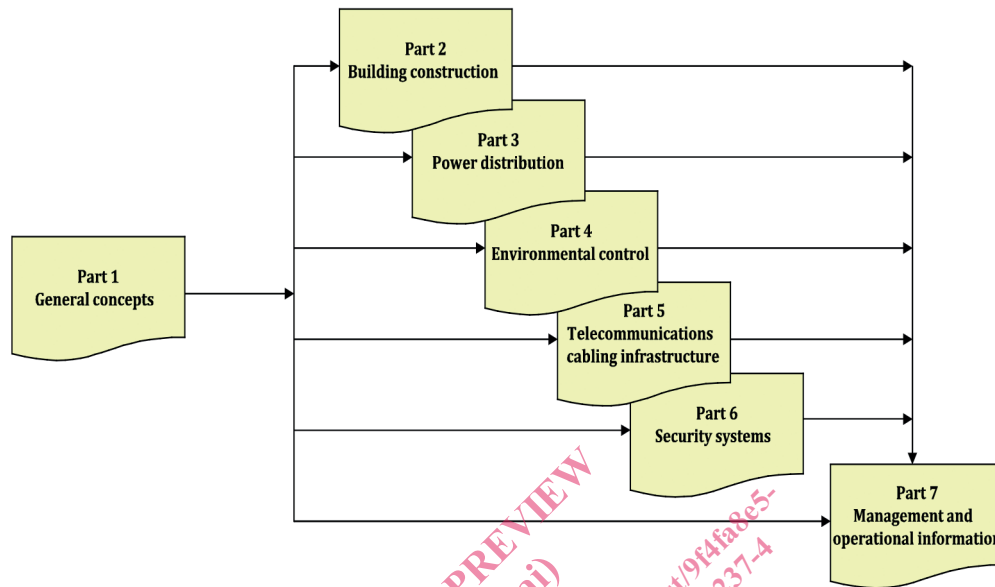 Part 2
Building construction
Part 3
Power distribution
Part 4
Environmental control
Part 1
General concepts
Part 5
Telecommunications
cabling infrastructure
Part 6
Security systems
Part 7
Management and
operational information
PREVIEW